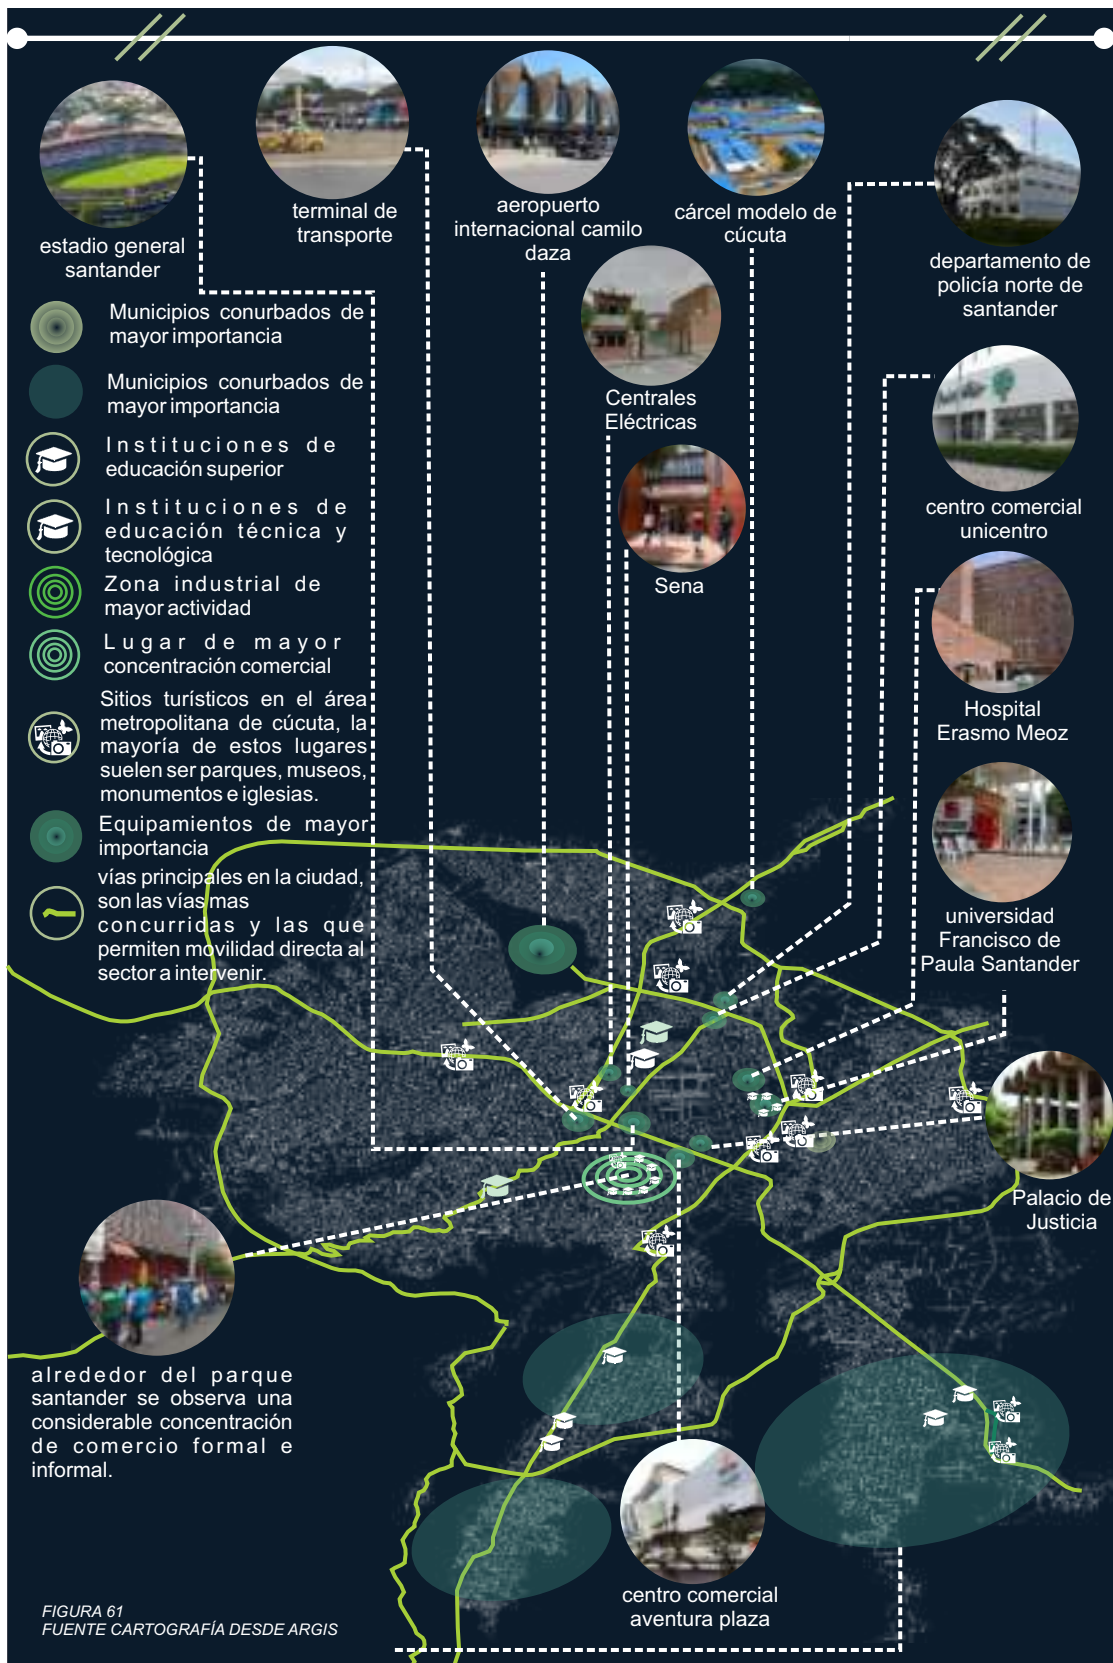 estadio general
santander
terminal de
transporte
aeropuerto
internacional camilo
daza
cárcel modelo de
cúcuta
departamento de
policía norte de
santander
Centrales
Eléctricas
centro comercial
unicentro
Sena
Hospital
Erasmo Meoz
universidad
Francisco de
Paula Santander
Palacio de
Justicia
Municipios conurbados de
mayor importancia
Municipios conurbados de
mayor importancia
Instituciones de
educación superior
Instituciones de
educación técnica y
tecnológica
Zona industrial de
mayor actividad
Lugar de mayor
concentración comercial
Sitios turísticos en el área
metropolitana de cúcuta, la
mayoría de estos lugares
suelen ser parques, museos,
monumentos e iglesias.
Equipamientos de mayor
importancia
vías principales en la ciudad,
son las vías mas
concurridas y las que
permiten movilidad directa al
sector a intervenir.
alrededor del parque
santander se observa una
considerable concentración
de comercio formal e
informal.
centro comercial
aventura plaza
FIGURA 61
FUENTE CARTOGRAFÍA DESDE ARGIS